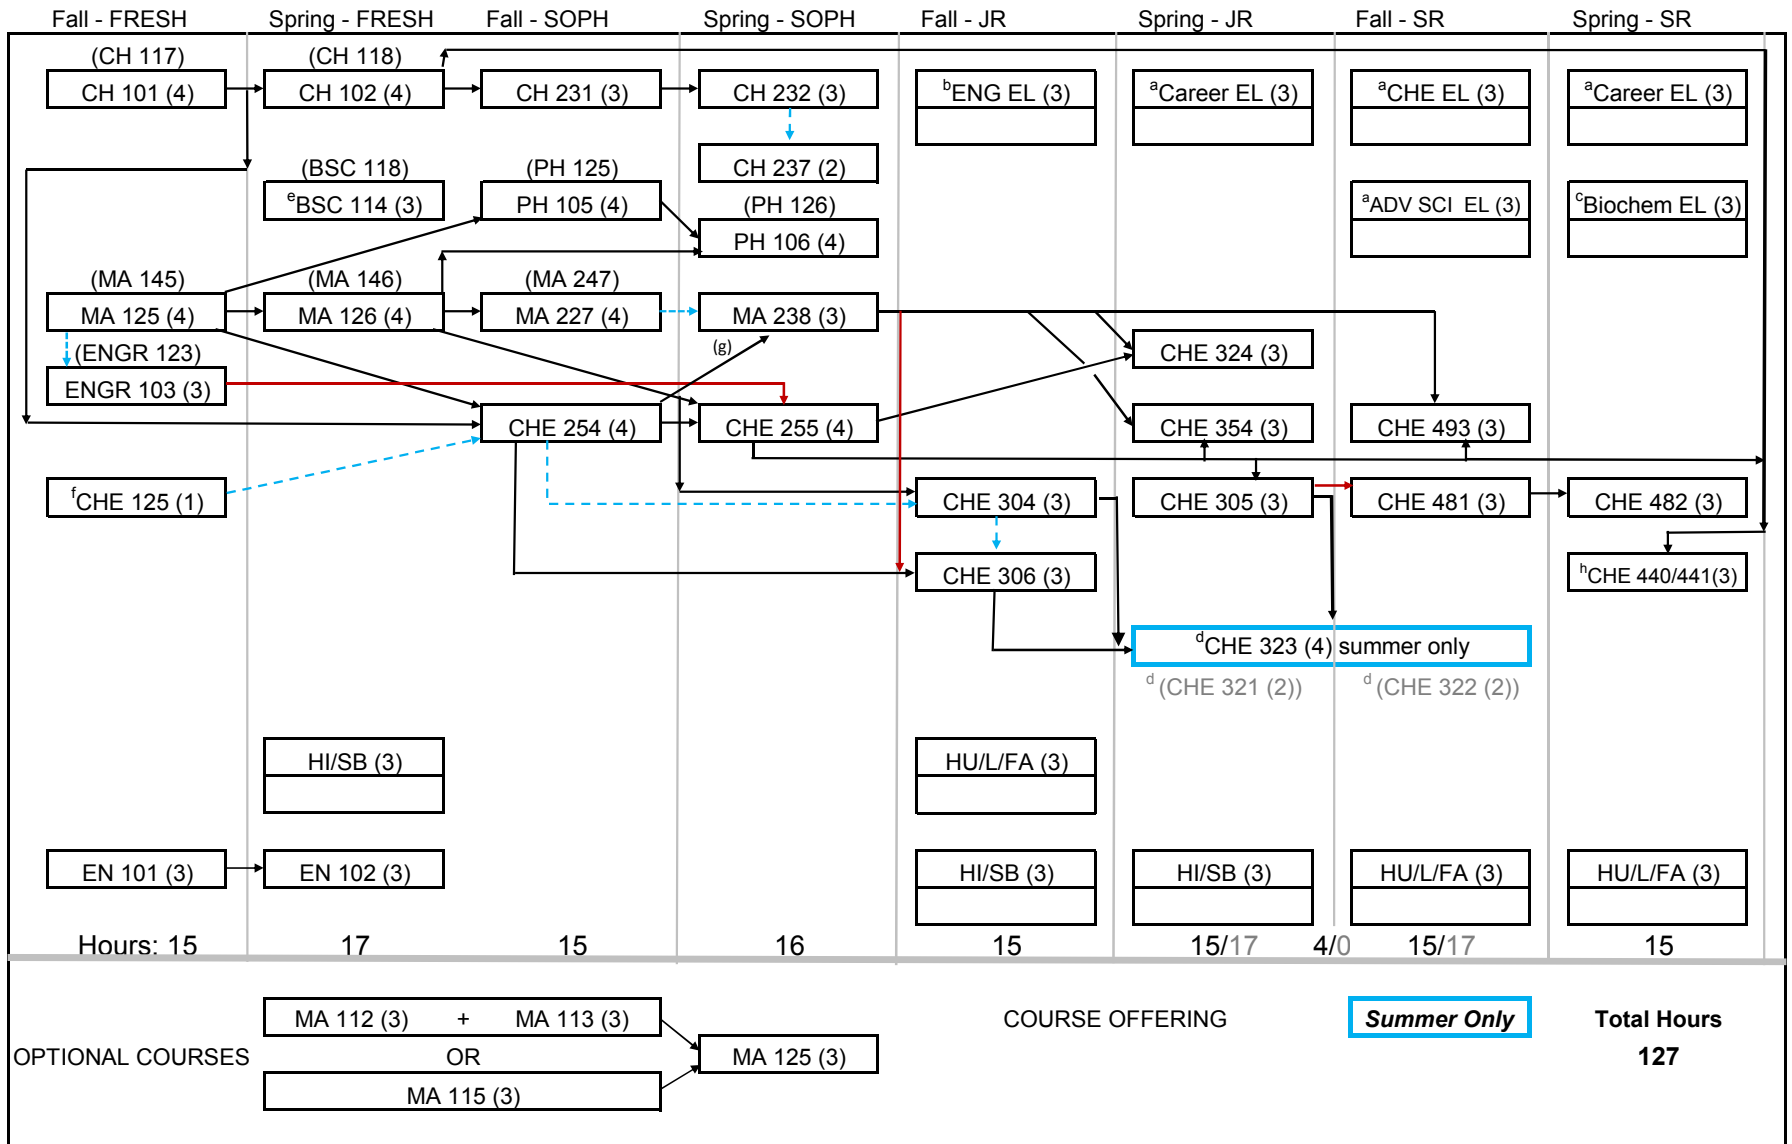 Fall - FRESH Spring - FRESH Fall - SOPH Spring - SOPH Fall - JR Spring - JR Fall - SR Spring - SR
(CH 117) (CH 118)
CH 101 (4) CH 102 (4) CH 231 (3) CH 232 (3) bENG EL (3) aCareer EL (3) aCHE EL (3) aCareer EL (3)
(BSC 118) (PH 125) CH 237 (2)
eBSC 114 (3) PH 105 (4) (PH 126) aADV SCI EL (3) cBiochem EL (3)
PH 106 (4)
(MA 145) (MA 146) (MA 247)
MA 125 (4) MA 126 (4) MA 227 (4) MA 238 (3)
(ENGR 123) (g) CHE 324 (3)
ENGR 103 (3)
CHE 254 (4) CHE 255 (4) CHE 354 (3) CHE 493 (3)
fCHE 125 (1) CHE 304 (3) CHE 305 (3) CHE 481 (3) CHE 482 (3)
CHE 306 (3) hCHE 440/441(3)
dCHE 323 (4) summer only
d (CHE 321 (2)) d (CHE 322 (2))
HI/SB (3) HU/L/FA (3)
EN 101 (3) EN 102 (3) HI/SB (3) HI/SB (3) HU/L/FA (3) HU/L/FA (3)
Hours: 15 17 15 16 15 15/17 4/0 15/17 15
MA 112 (3) + MA 113 (3) COURSE OFFERING Summer Only Total Hours
OPTIONAL COURSES OR MA 125 (3) 127
MA 115 (3)